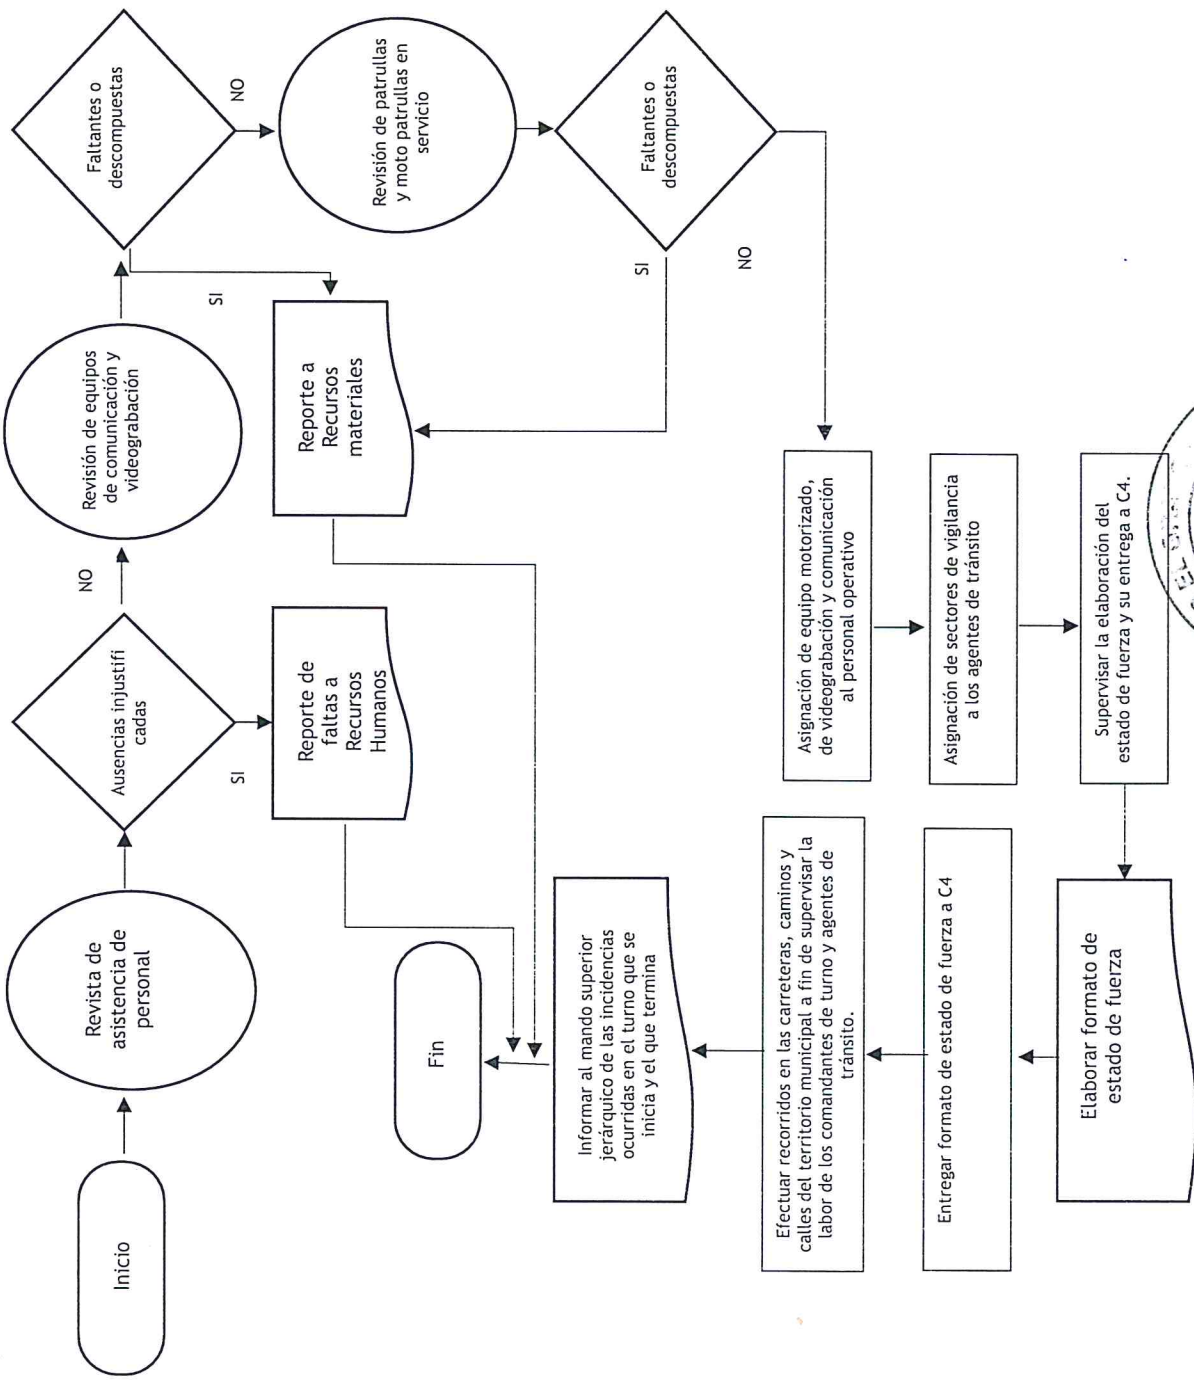 Inicio
Revista de
asistencia de
personal
Ausencias injustifi
cadas
NO
SI
Revisión de equipos
de comunicación y
videograbación
Faltantes o
descompuestas
SI
NO
Reporte de
faltas a
Recursos
Humanos
Reporte a
Recursos
materiales
Revisión de patrullas
y moto patrullas en
servicio
Faltantes o
descompuestas
SI
NO
Fin
Informar al mando superior
jerárquico de las incidencias
ocurridas en el turno que se
inicia y el que termina
Efectuar recorridos en las carreteras, caminos y
calles del territorio municipal a fin de supervisar la
labor de los comandantes de turno y agentes de
tránsito.
Entregar formato de estado de fuerza a C4
Elaborar formato de
estado de fuerza
Asignación de equipo motorizado,
de videograbación y comunicación
al personal operativo
Asignación de sectores de vigilancia
a los agentes de tránsito
Supervisar la elaboración del
estado de fuerza y su entrega a C4.